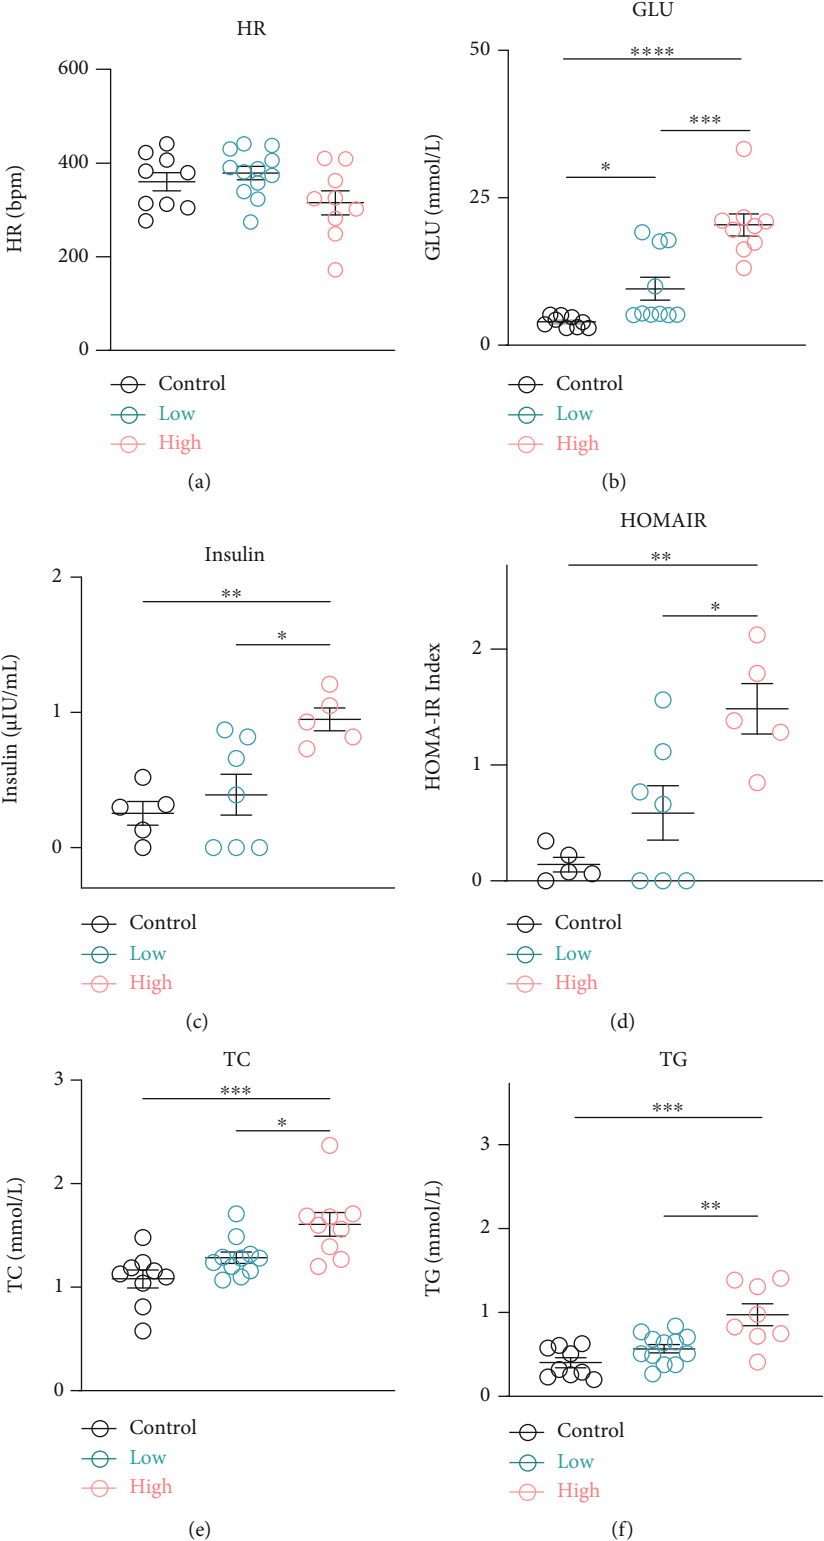 HR
HR (bpm)
600
400
200
0
Control
Low
High
(a)
GLU
GLU (mmol/L)
50
25
0
****
***
*
Control
Low
High
(b)
Insulin
Insulin (μIU/mL)
2
1
0
**
*
Control
Low
High
(c)
HOMAIR
HOMA-IR Index
2
1
0
**
*
Control
Low
High
(d)
TC
TC (mmol/L)
3
2
1
0
***
*
Control
Low
High
(e)
TG
TG (mmol/L)
3
2
1
0
***
**
Control
Low
High
(f)